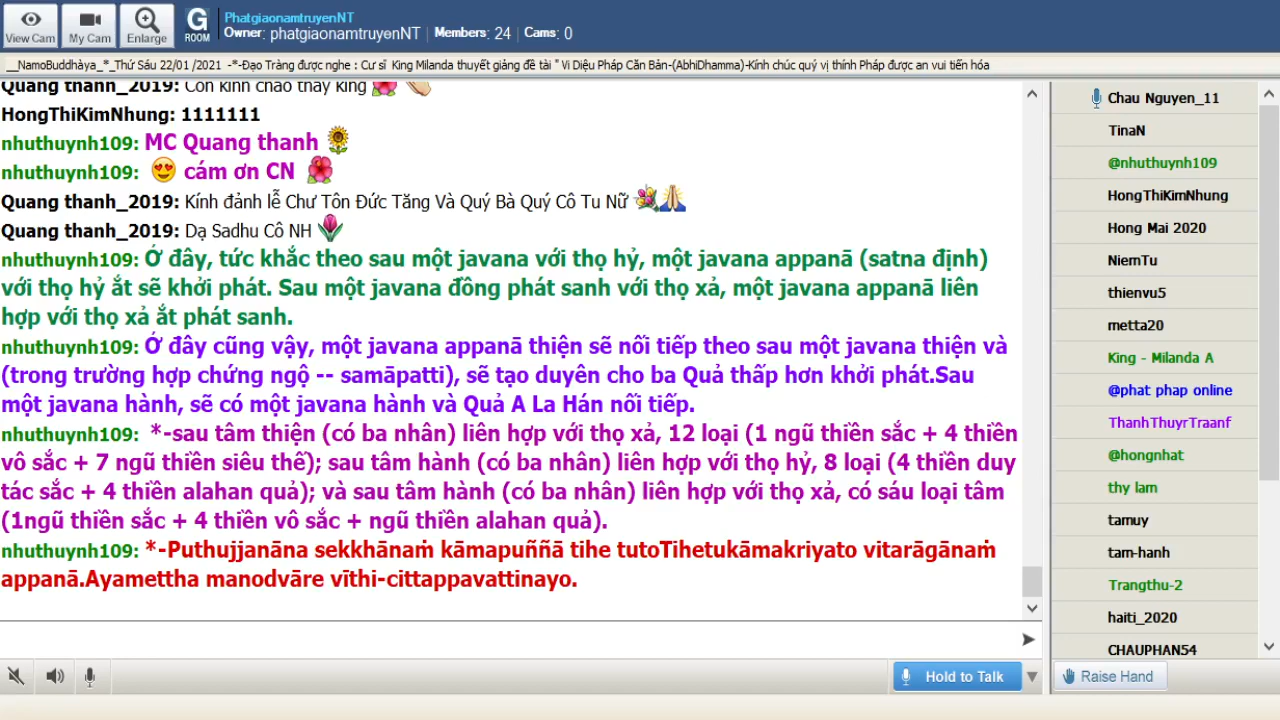 PhatgiaonamtruyenNT
View Cam
My Cam
Enlarge
G
ROOM
Owner: phatgiaonamtruyenNT | Members: 24 | Cams: 0
__NamoBuddhàya_*_Thứ Sáu 22/01 /2021 -*-Đạo Tràng được nghe : Cư sĩ King Milanda thuyết giảng đề tài " Vi Diệu Pháp Căn Bản-(AbhiDhamma)-Kính chúc quý vị thính Pháp được an vui tiến hóa
Quang thanh_2019: Con kính chào thầy king
HongThiKimNhung: 1111111
nhuthuynh109: MC Quang thanh
nhuthuynh109: cám ơn CN
Quang thanh_2019: Kính đảnh lễ Chư Tôn Đức Tăng Và Quý Bà Quý Cô Tu Nữ
Quang thanh_2019: Dạ Sadhu Cô NH
nhuthuynh109: Ở đây, tức khắc theo sau một javana với thọ hỷ, một javana appanā (satna định)
với thọ hỷ ắt sẽ khởi phát. Sau một javana đồng phát sanh với thọ xả, một javana appanā liên
hợp với thọ xả ắt phát sanh.
nhuthuynh109: Ở đây cũng vậy, một javana appanā thiện sẽ nối tiếp theo sau một javana thiện và
(trong trường hợp chứng ngộ -- samāpatti), sẽ tạo duyên cho ba Quả thấp hơn khởi phát.Sau
một javana hành, sẽ có một javana hành và Quả A La Hán nối tiếp.
nhuthuynh109: *-sau tâm thiện (có ba nhân) liên hợp với thọ xả, 12 loại (1 ngũ thiền sắc + 4 thiền
vô sắc + 7 ngũ thiền siêu thế); sau tâm hành (có ba nhân) liên hợp với thọ hỷ, 8 loại (4 thiền duy
tác sắc + 4 thiền alahan quả); và sau tâm hành (có ba nhân) liên hợp với thọ xả, có sáu loại tâm
(1ngũ thiền sắc + 4 thiền vô sắc + ngũ thiền alahan quả).
nhuthuynh109: *-Puthujjanāna sekkhānaṁ kāmapuññā tihe tutoTihetukāmakriyato vitarāgānaṁ
appanā.Ayamettha manodvāre vīthi-cittappavattinayo.
Hold to Talk
Chau Nguyen_11
TinaN
@nhuthuynh109
HongThiKimNhung
Hong Mai 2020
NiemTu
thienvu5
metta20
King - Milanda A
@phat phap online
ThanhThuyrTraanf
@hongnhat
thy lam
tamuy
tam-hanh
Trangthu-2
haiti_2020
CHAUPHAN54
Raise Hand